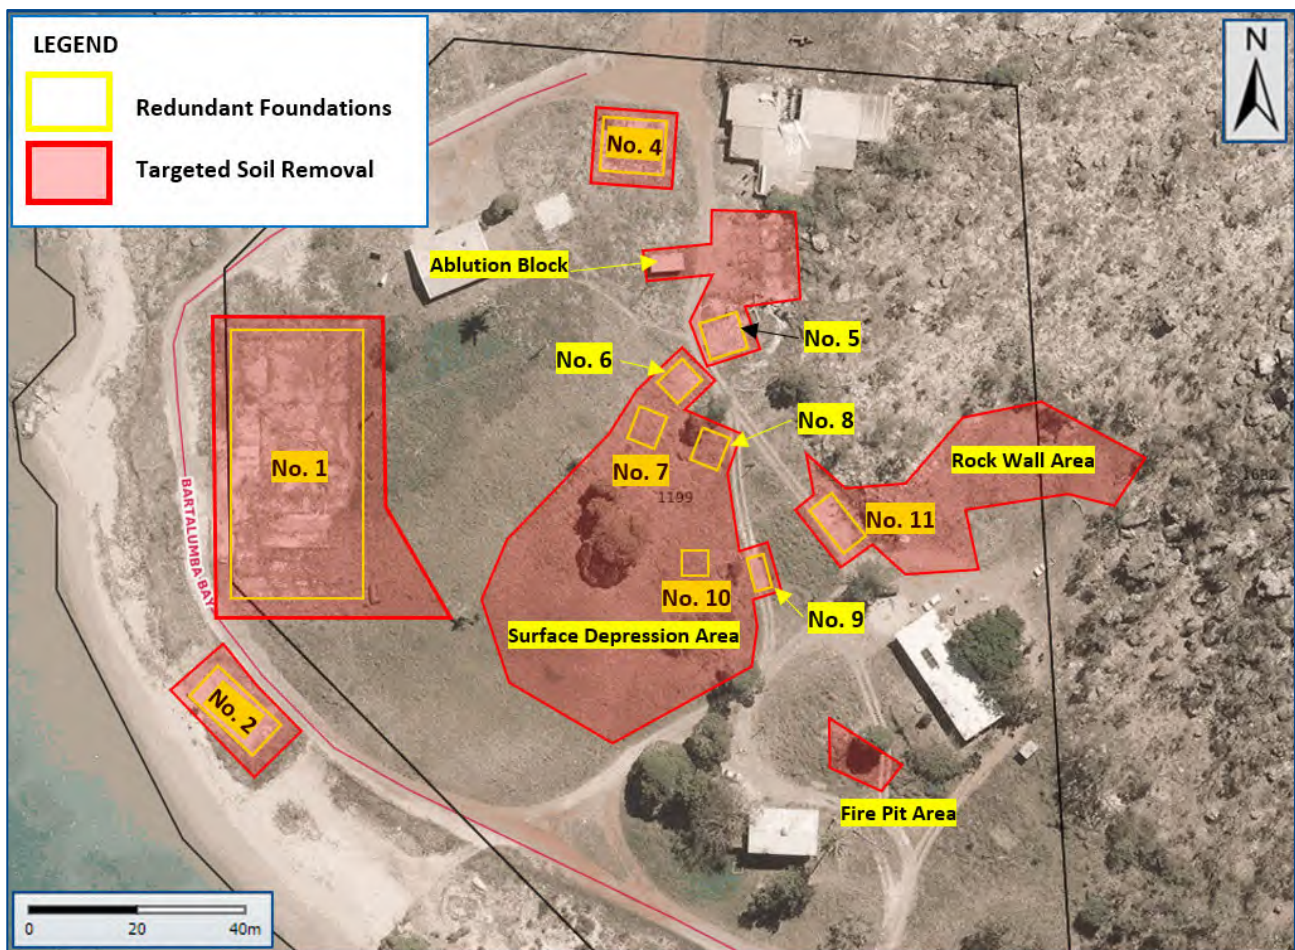 LEGEND
Redundant Foundations
Targeted Soil Removal
N
No. 4
Ablution Block
No. 5
No. 6
No. 8
No. 1
No. 7
1199
Rock Wall Area
1682
No. 11
BARTALUMBA BAY
No. 10
No. 9
Surface Depression Area
No. 2
Fire Pit Area
0 20 40m